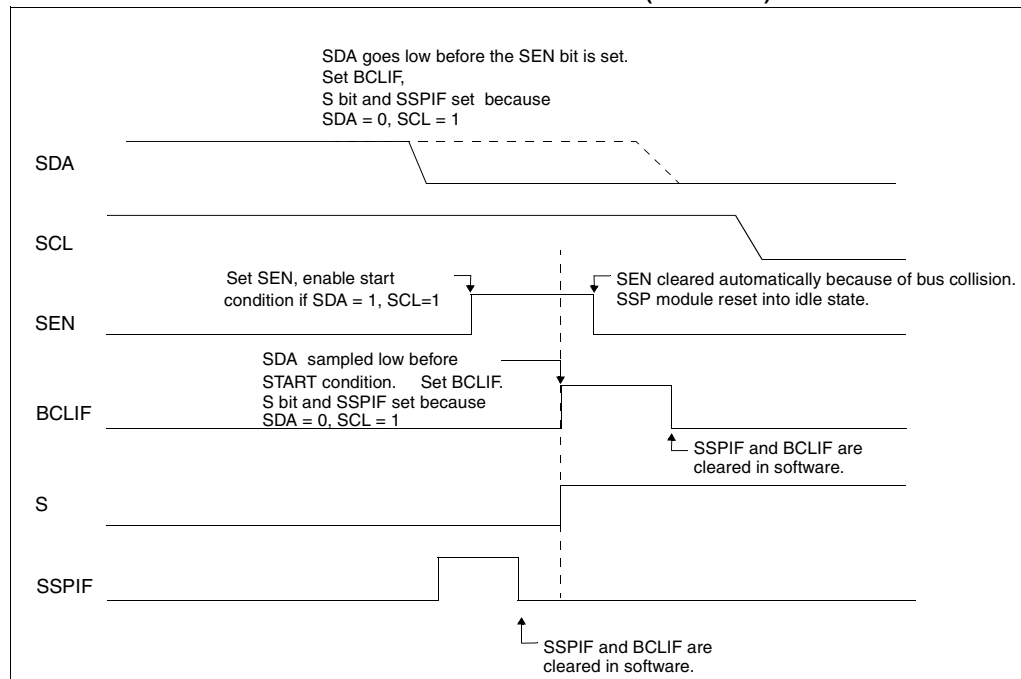 SDA goes low before the SEN bit is set.
Set BCLIF,
S bit and SSPIF set because
SDA = 0, SCL = 1
SDA
SCL
Set SEN, enable start
condition if SDA = 1, SCL=1
SEN cleared automatically because of bus collision.
SSP module reset into idle state.
SEN
SDA sampled low before
START condition. Set BCLIF.
S bit and SSPIF set because
SDA = 0, SCL = 1
BCLIF
SSPIF and BCLIF are
cleared in software.
S
SSPIF
SSPIF and BCLIF are
cleared in software.